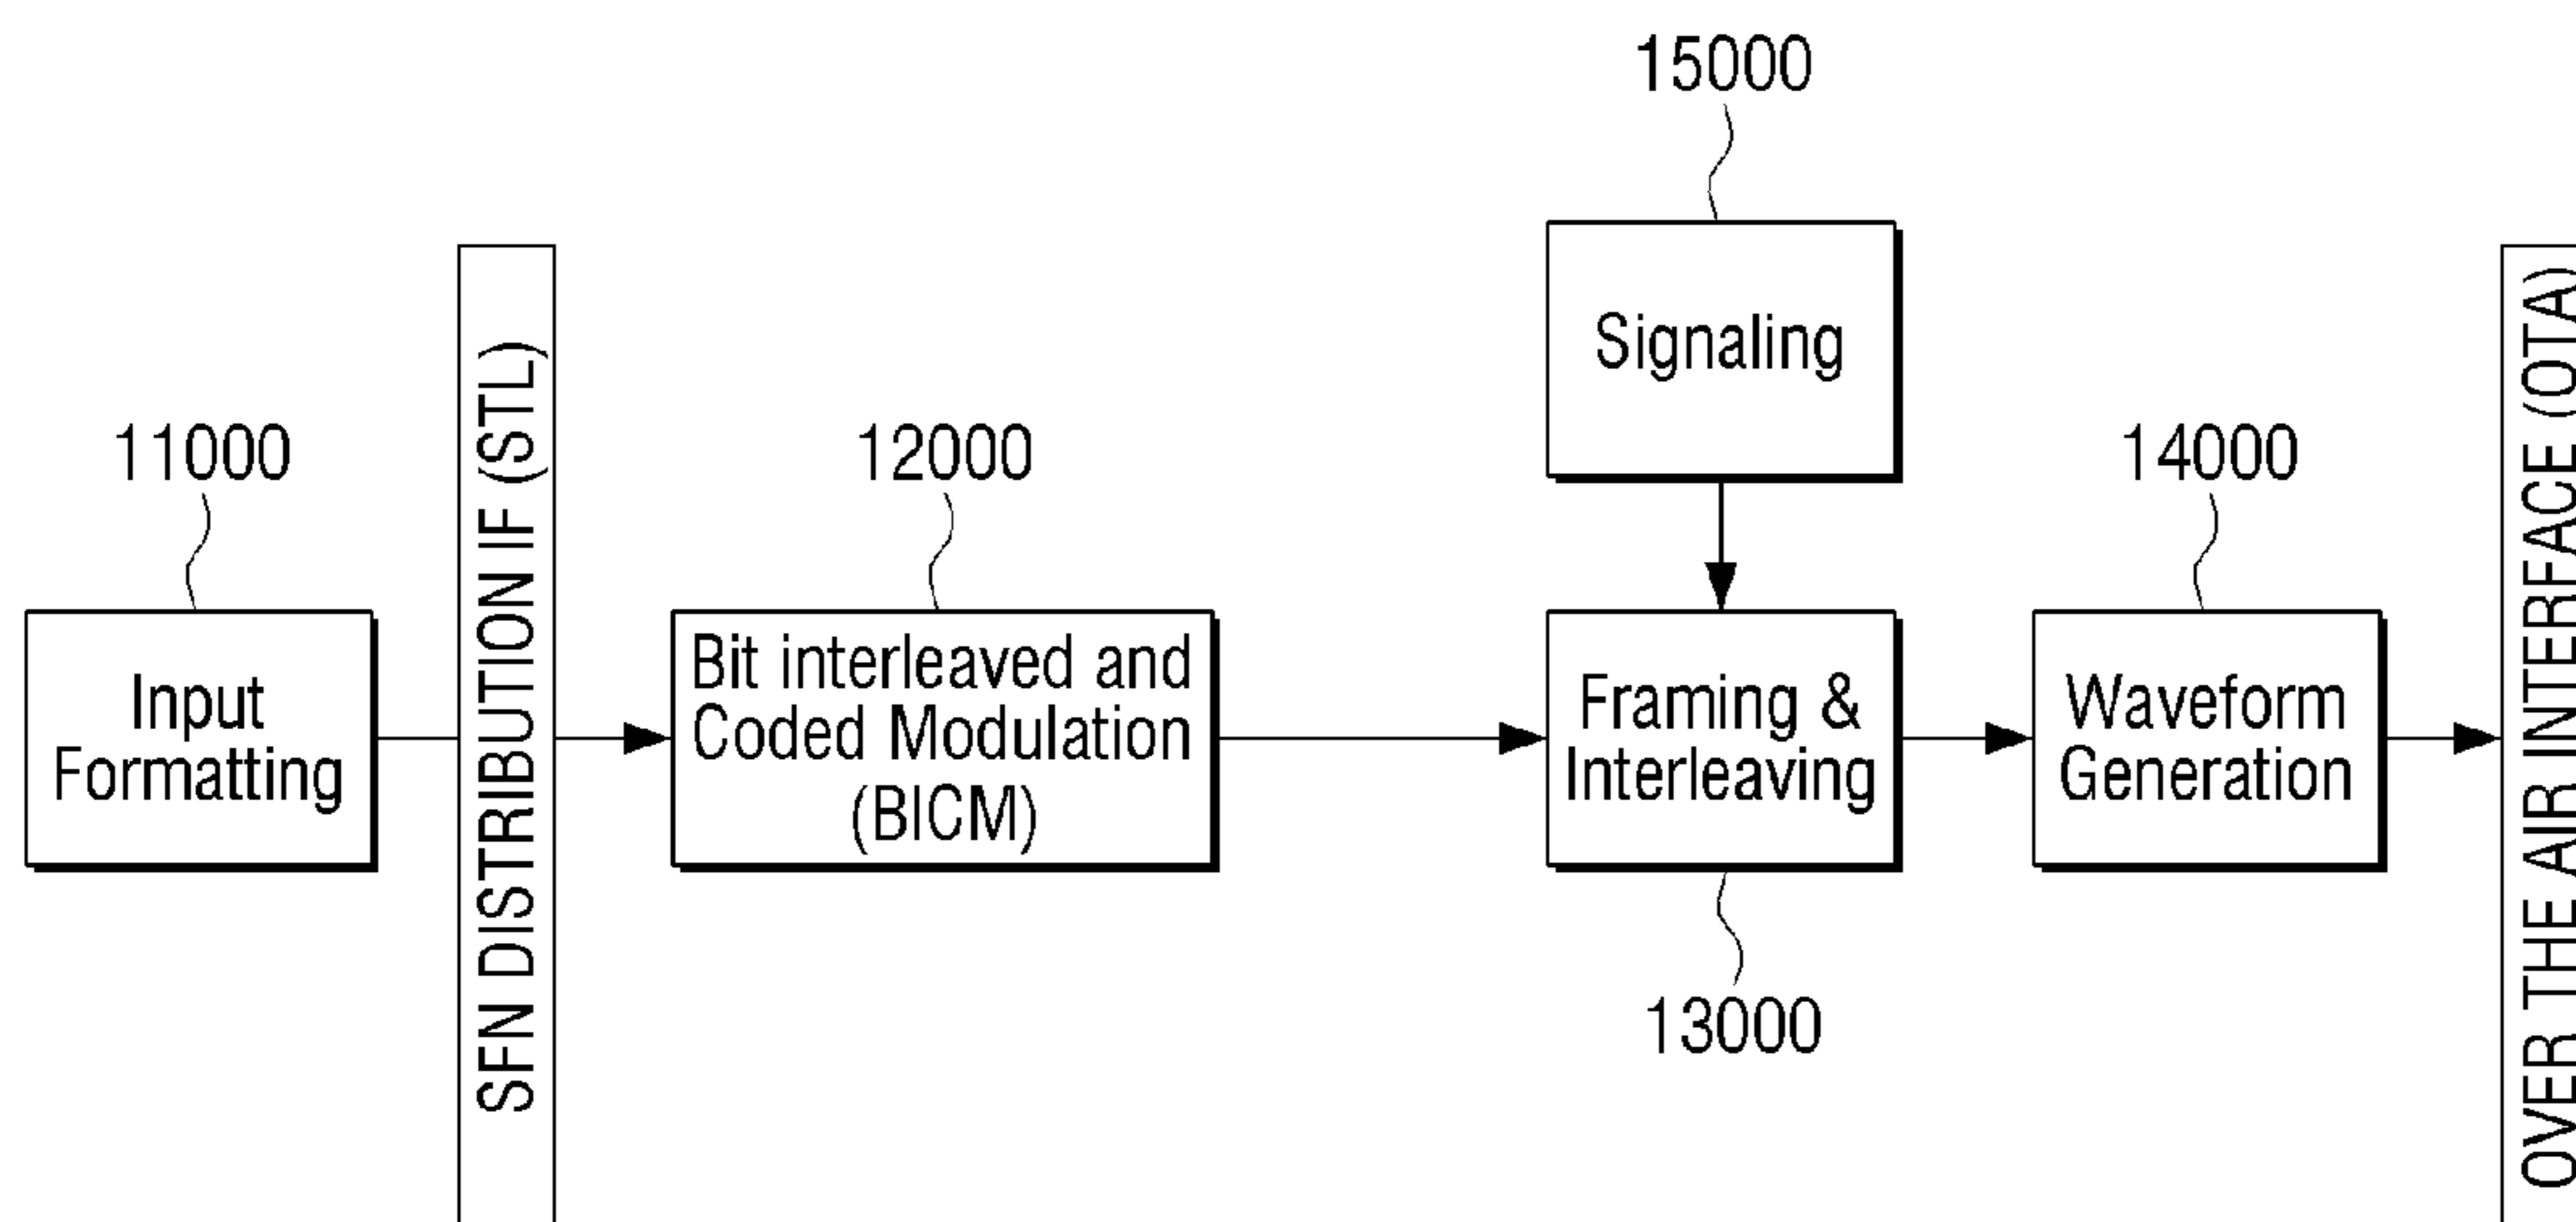 15000
Signaling
11000
Input
Formatting
SFN DISTRIBUTION IF (STL)
12000
Bit interleaved and
Coded Modulation
(BICM)
Framing &
Interleaving
13000
14000
Waveform
Generation
OVER THE AIR INTERFACE (OTA)